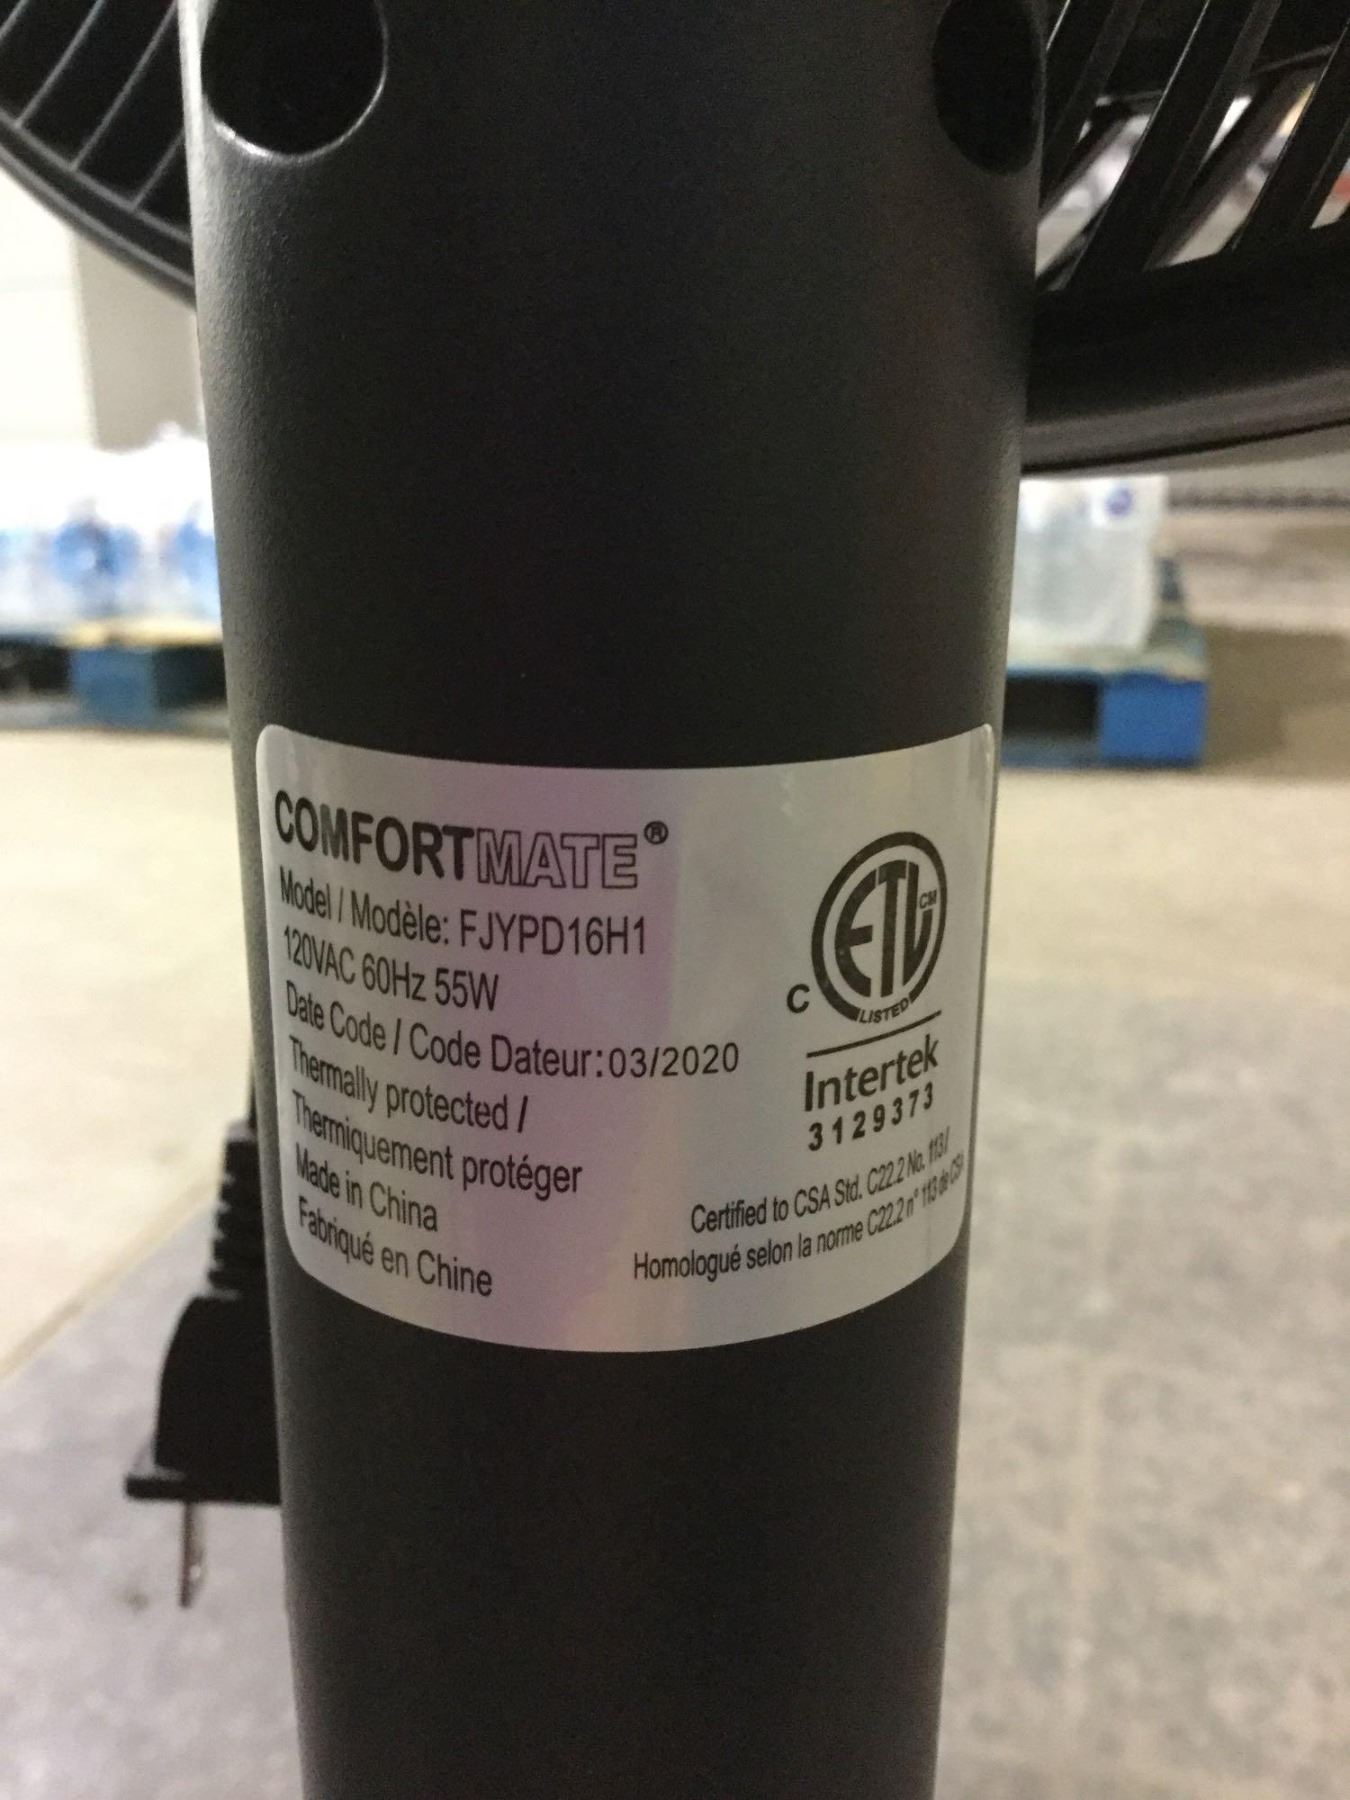 COMFORTMATE®
Model / Modèle: FJYPD16H1
120VAC 60Hz 55W
Date Code / Code Dateur:03/2020
Thermally protected /
Thermiquement protéger
Made in China
Fabriqué en Chine
ETL CM
C LISTED
Intertek
3129373
Certified to CSA Std. C22.2 No. 113/
Homologué selon la norme C22.2 n° 113 de CSA